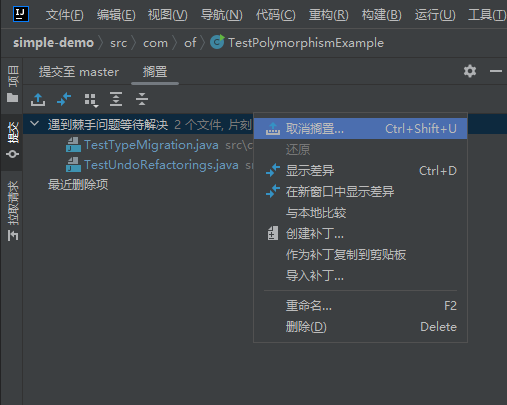 IJ 文件(F) 编辑(E) 视图(V) 导航(N) 代码(C) 重构(R) 构建(B) 运行(U) 工具(T)
simple-demo src com of TestPolymorphismExample
项目
提交
拉取请求
提交至 master 搁置
遇到棘手问题等待解决 2 个文件, 片刻
TestTypeMigration.java src\c
TestUndoRefactorings.java s
最近删除项
取消搁置... Ctrl+Shift+U
还原
显示差异 Ctrl+D
在新窗口中显示差异
与本地比较
创建补丁...
作为补丁复制到剪贴板
导入补丁...
重命名... F2
删除(D) Delete